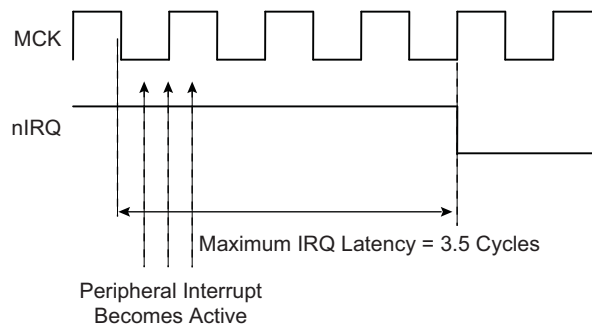 MCK
nIRQ
Maximum IRQ Latency = 3.5 Cycles
Peripheral Interrupt
Becomes Active